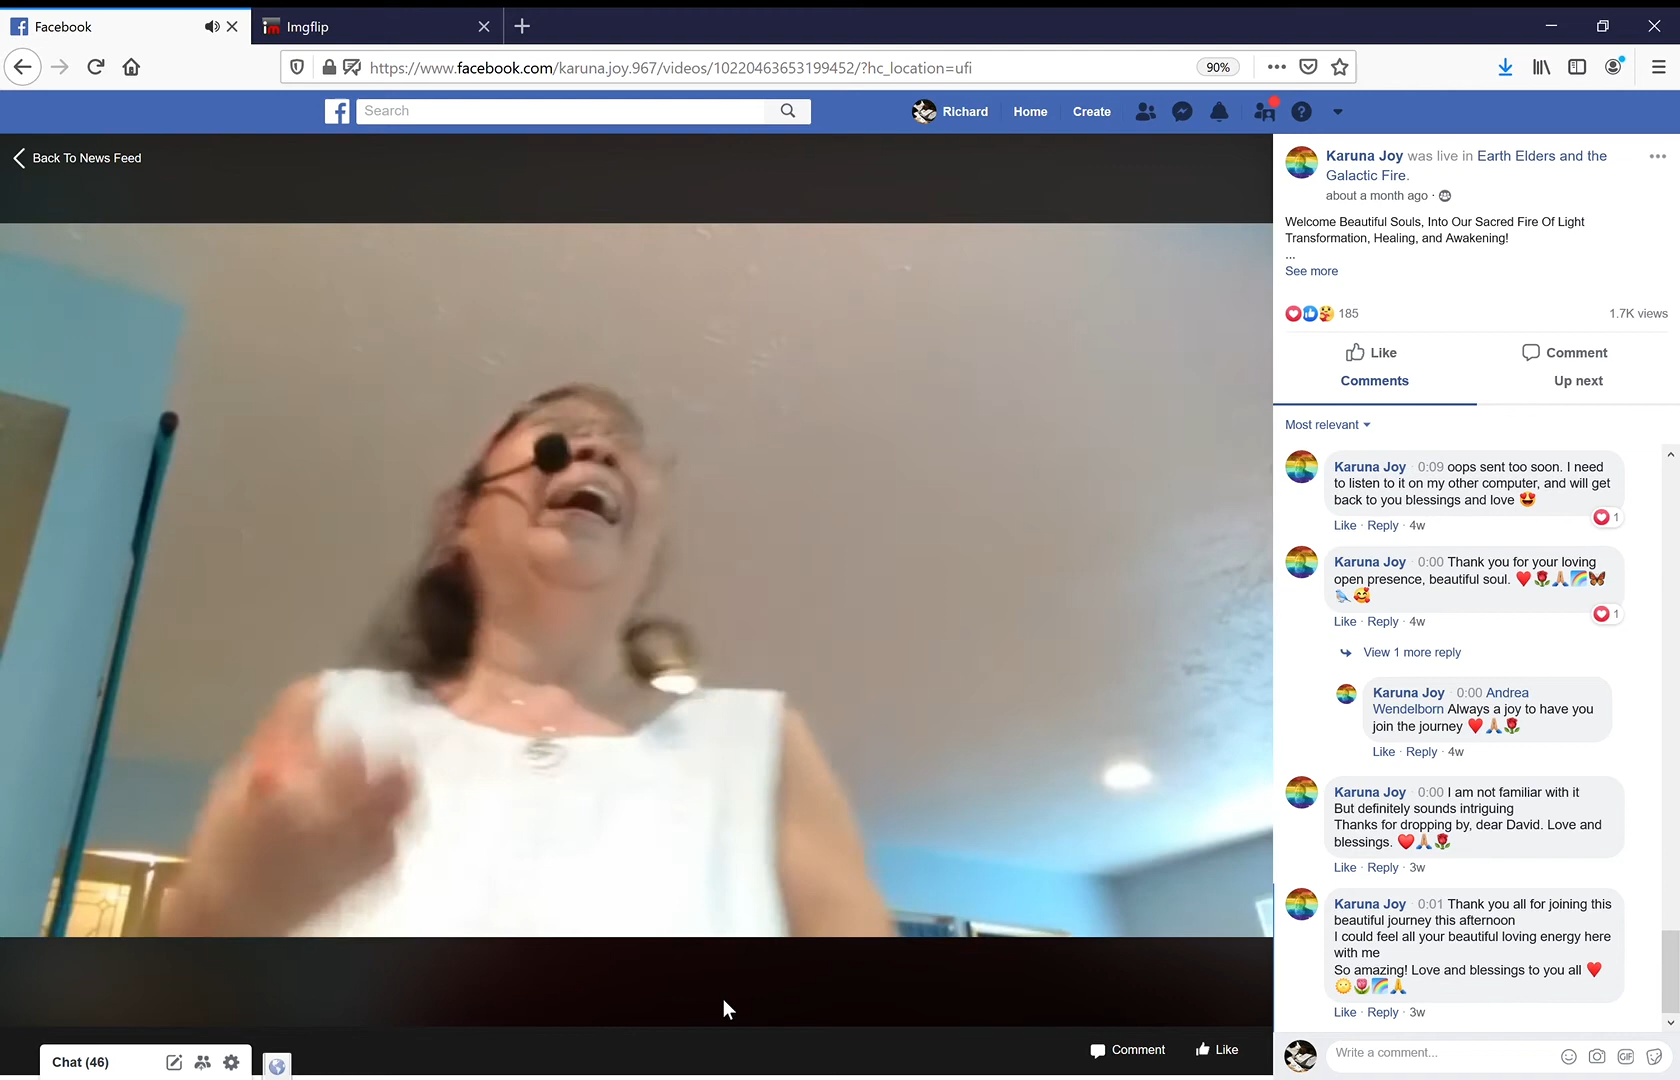 Facebook
Imgflip
https://www.facebook.com/karuna.joy.967/videos/10220463653199452/?hc_location=ufi
90%
Search
Richard
Home
Create
Back To News Feed
Karuna Joy was live in Earth Elders and the
Galactic Fire.
about a month ago ·
Welcome Beautiful Souls, Into Our Sacred Fire Of Light
Transformation, Healing, and Awakening!
...
See more
185
1.7K views
Like
Comment
Comments
Up next
Most relevant
Karuna Joy · 0:09 oops sent too soon. I need
to listen to it on my other computer, and will get
back to you blessings and love 😍
1
Like · Reply · 4w
Karuna Joy · 0:00 Thank you for your loving
open presence, beautiful soul. ❤️🌹🙏🌈🦋
🐦🥰
1
Like · Reply · 4w
View 1 more reply
Karuna Joy · 0:00 Andrea
Wendelborn Always a joy to have you
join the journey ❤️🙏🌹
Like · Reply · 4w
Karuna Joy · 0:00 I am not familiar with it
But definitely sounds intriguing
Thanks for dropping by, dear David. Love and
blessings. ❤️🙏🌹
Like · Reply · 3w
Karuna Joy · 0:01 Thank you all for joining this
beautiful journey this afternoon
I could feel all your beautiful loving energy here
with me
So amazing! Love and blessings to you all ❤️
🌞🌷🌈🙏
Like · Reply · 3w
Comment
Like
Chat (46)
Write a comment...
GIF